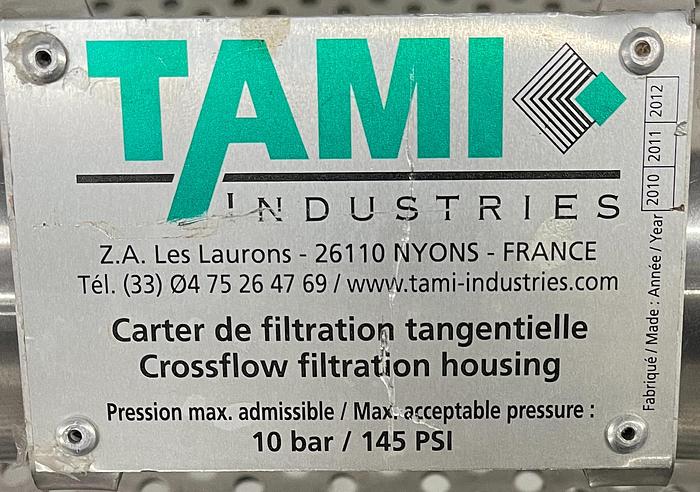 TAMI
INDUSTRIES
Z.A. Les Laurons - 26110 NYONS - FRANCE
Tél. (33) Ø4 75 26 47 69 / www.tami-industries.com
Carter de filtration tangentielle
Crossflow filtration housing
Pression max. admissible / Max. acceptable pressure :
10 bar / 145 PSI
Fabriqué / Made : Année / Year 2010 2011 2012